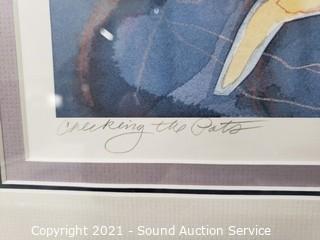 Checking the Pots
Copyright 2021 - Sound Auction Service